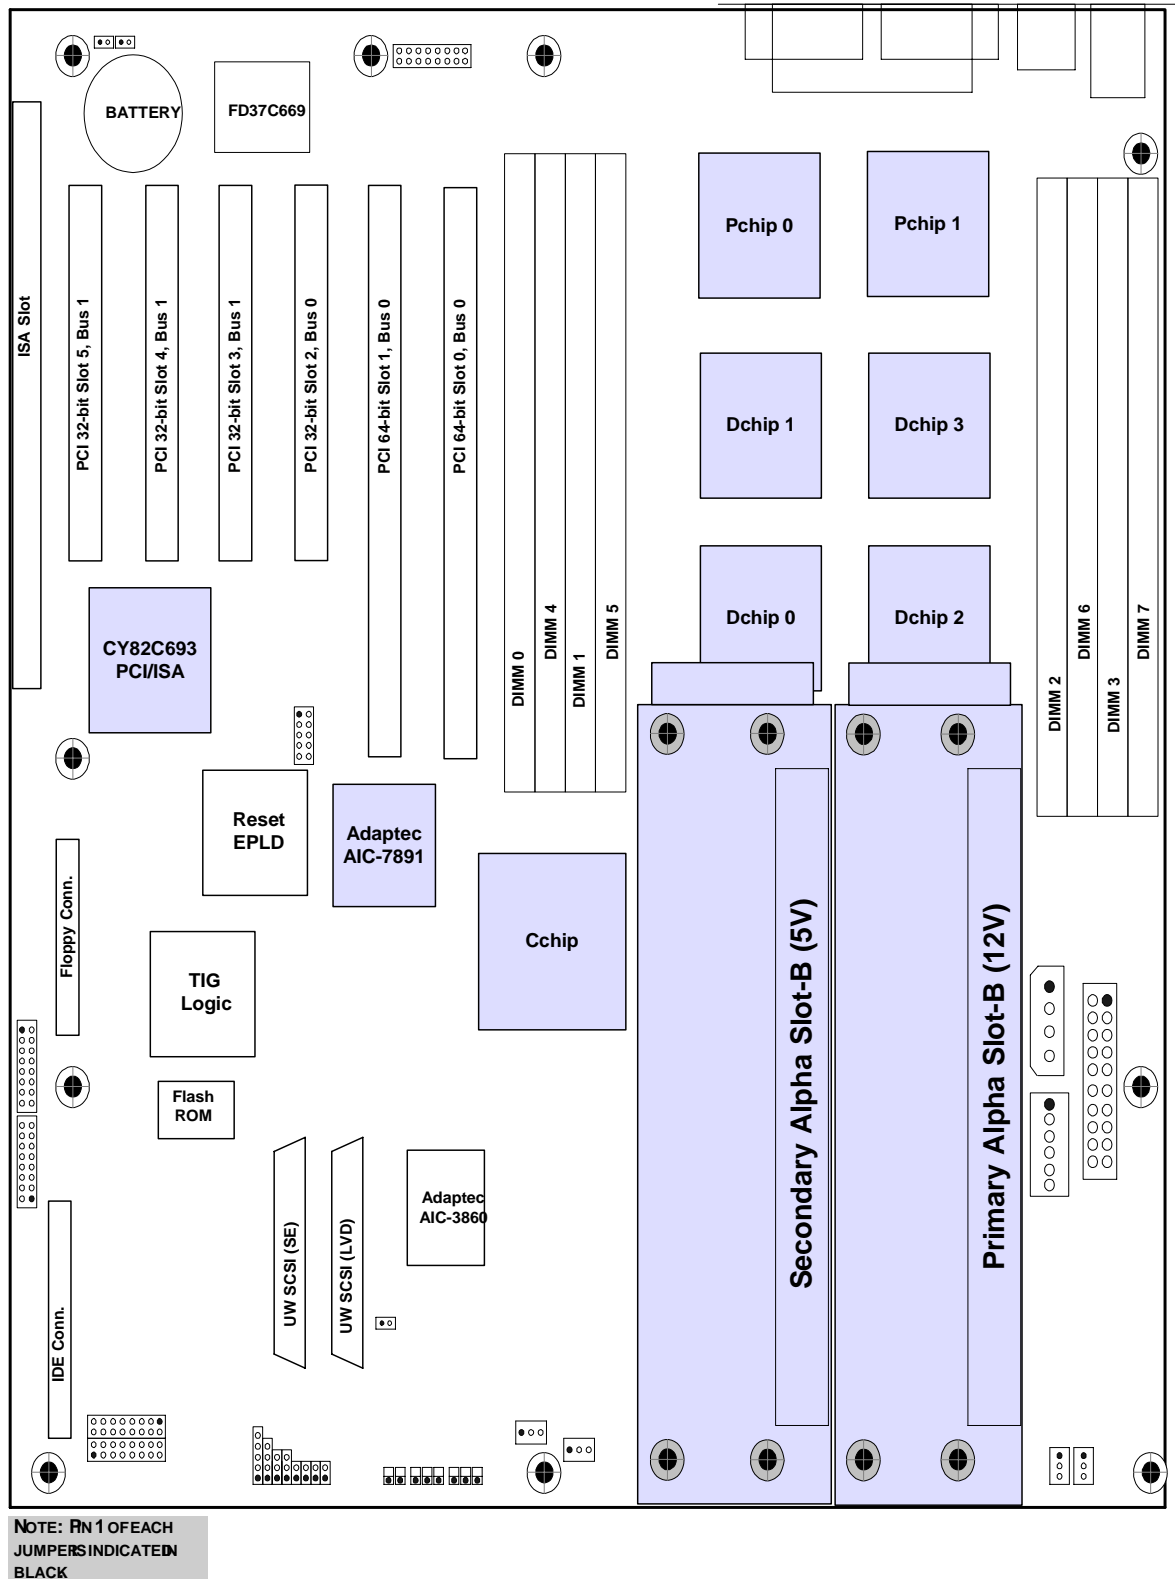 BATTERY
FD37C669
ISA Slot
PCI 32-bit Slot 5, Bus 1
PCI 32-bit Slot 4, Bus 1
PCI 32-bit Slot 3, Bus 1
PCI 32-bit Slot 2, Bus 0
PCI 64-bit Slot 1, Bus 0
PCI 64-bit Slot 0, Bus 0
DIMM 0
DIMM 4
DIMM 1
DIMM 5
Pchip 0
Pchip 1
Dchip 1
Dchip 3
Dchip 0
Dchip 2
DIMM 2
DIMM 6
DIMM 3
DIMM 7
CY82C693
PCI/ISA
Reset
EPLD
Adaptec
AIC-7891
Cchip
Floppy Conn.
TIG
Logic
Flash
ROM
UW SCSI (SE)
UW SCSI (LVD)
Adaptec
AIC-3860
IDE Conn.
Secondary Alpha Slot-B (5V)
Primary Alpha Slot-B (12V)
NOTE: PIN 1 OF EACH
JUMPER IS INDICATED IN
BLACK